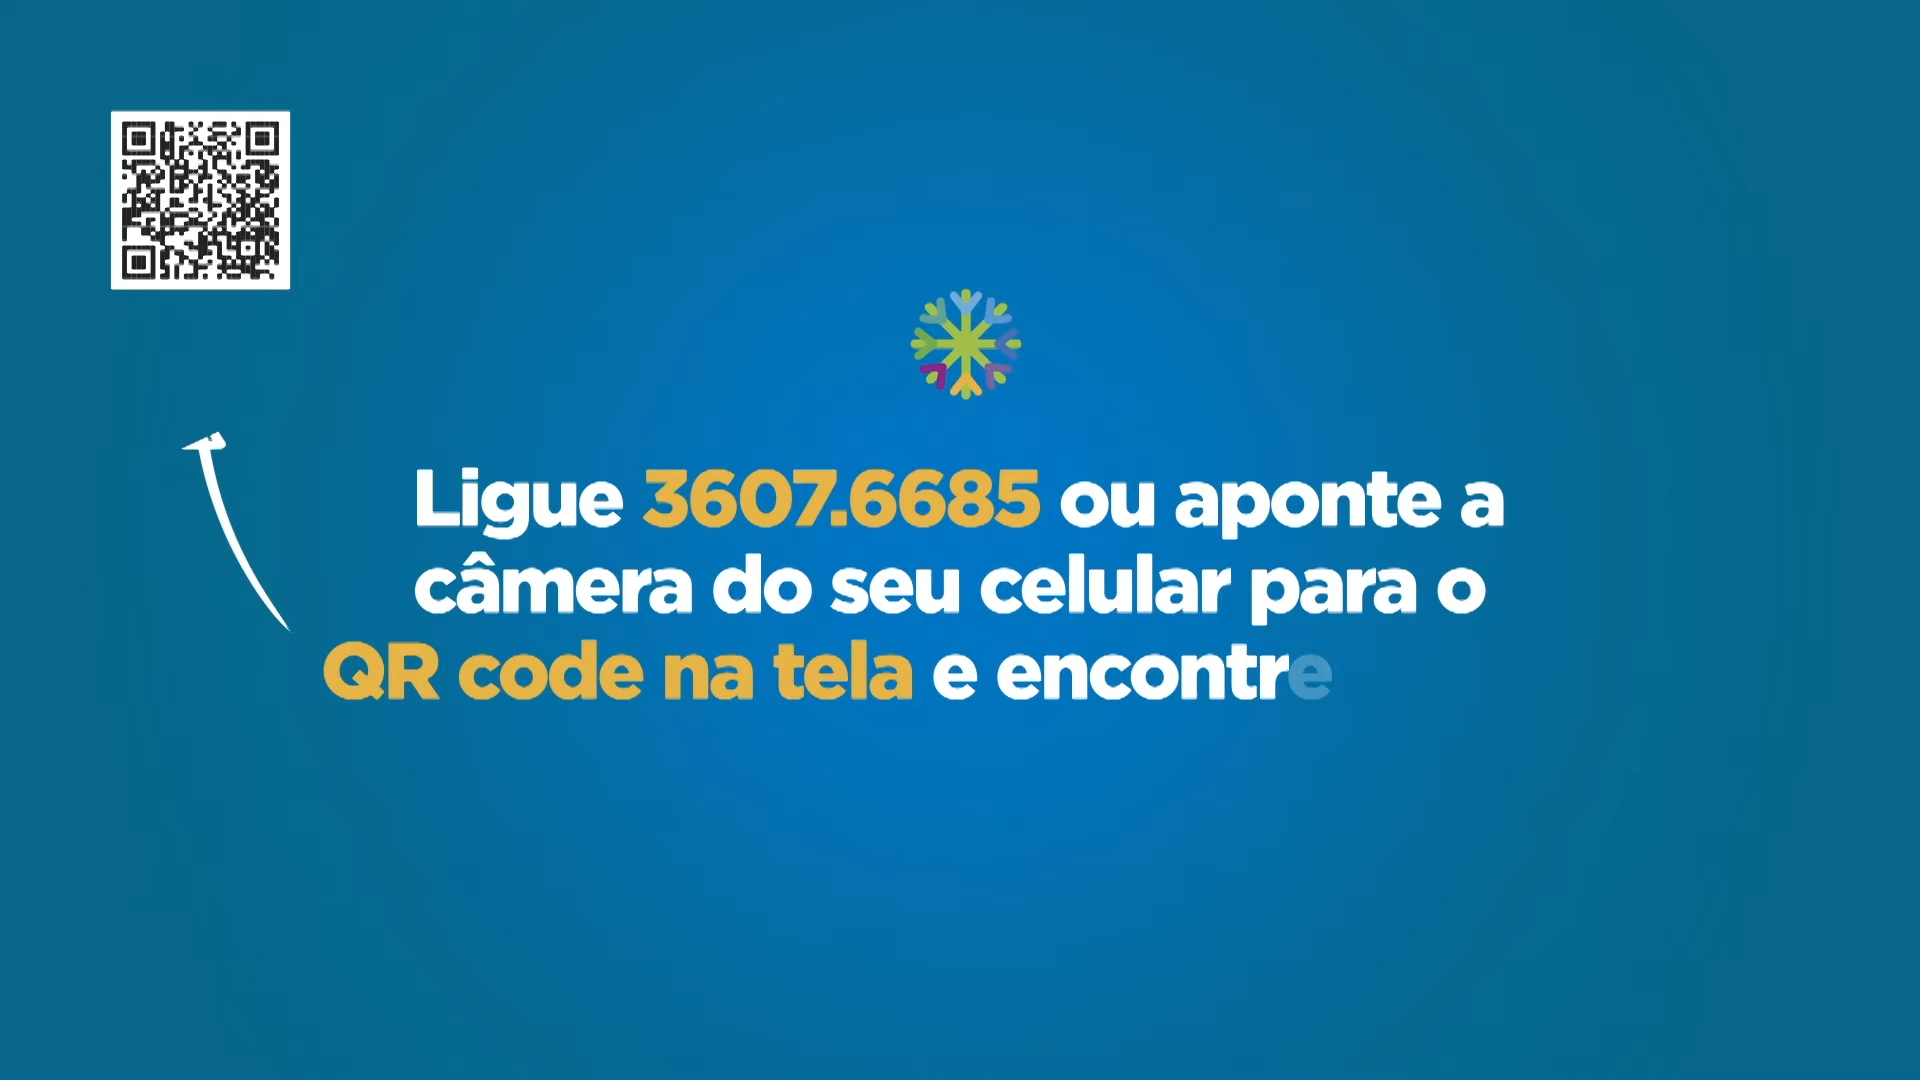 Ligue 3607.6685 ou aponte a
câmera do seu celular para o
QR code na tela e encontre